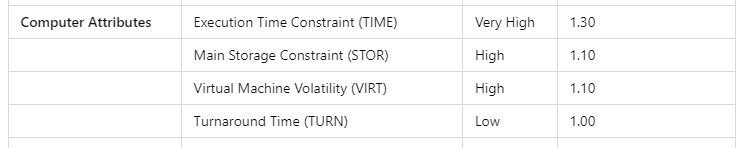 Computer Attributes Execution Time Constraint (TIME) Very High 1.30
Main Storage Constraint (STOR) High 1.10
Virtual Machine Volatility (VIRT) High 1.10
Turnaround Time (TURN) Low 1.00